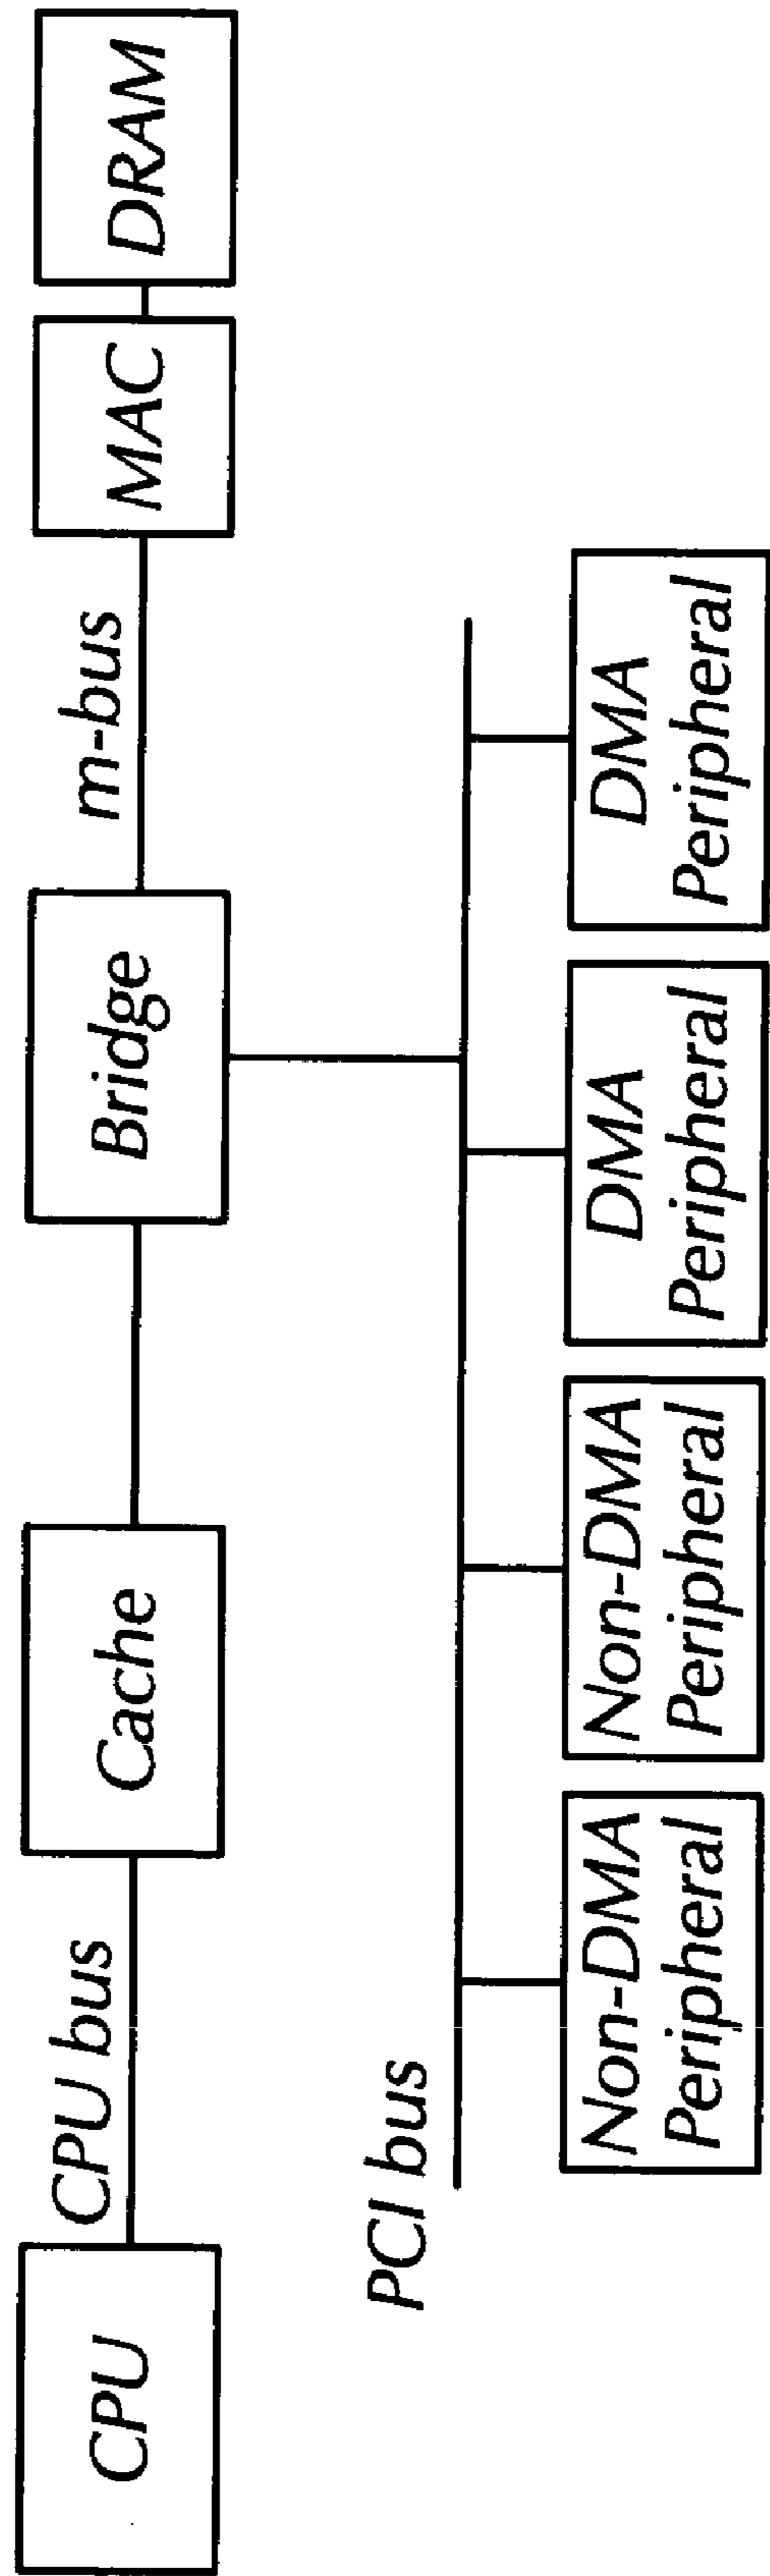 CPU
CPU bus
Cache
Bridge
m-bus
MAC
DRAM
PCI bus
Non-DMA
Peripheral
Non-DMA
Peripheral
DMA
Peripheral
DMA
Peripheral